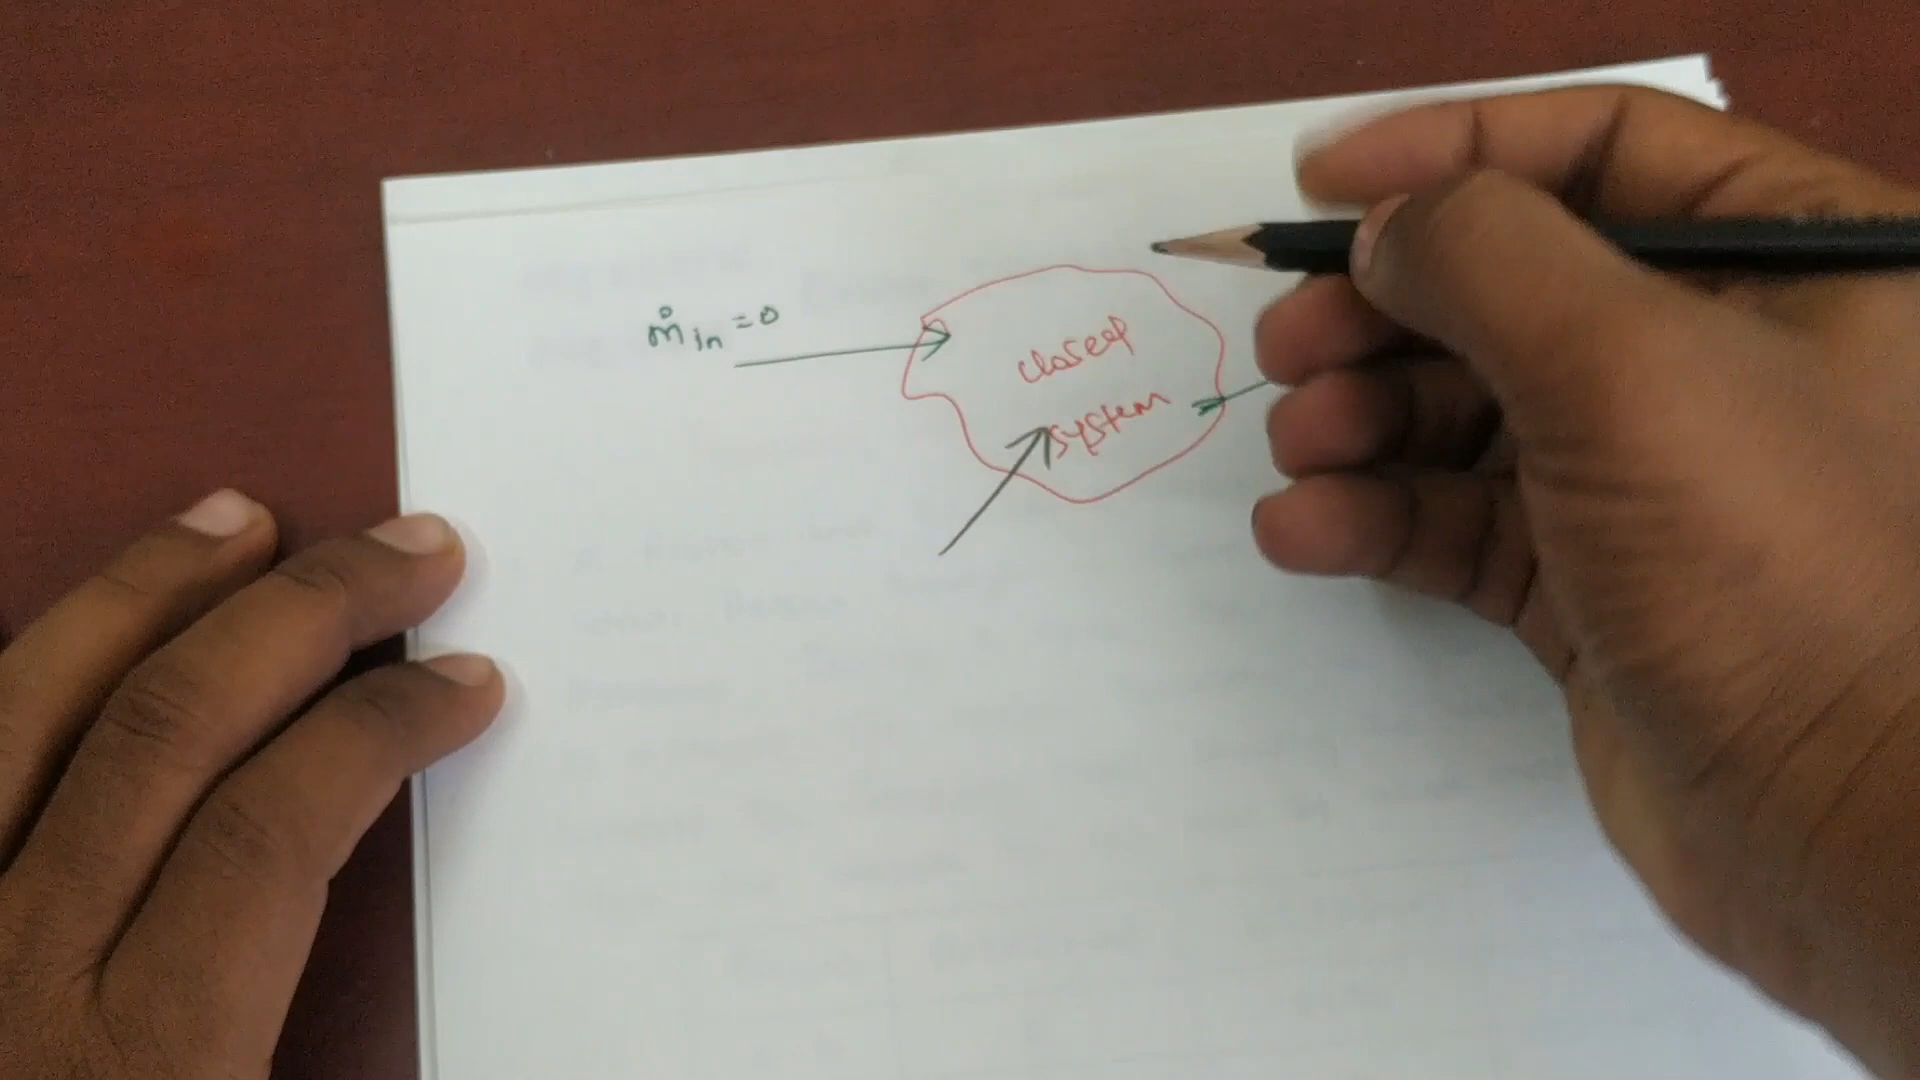 ṁin = 0
closed
system